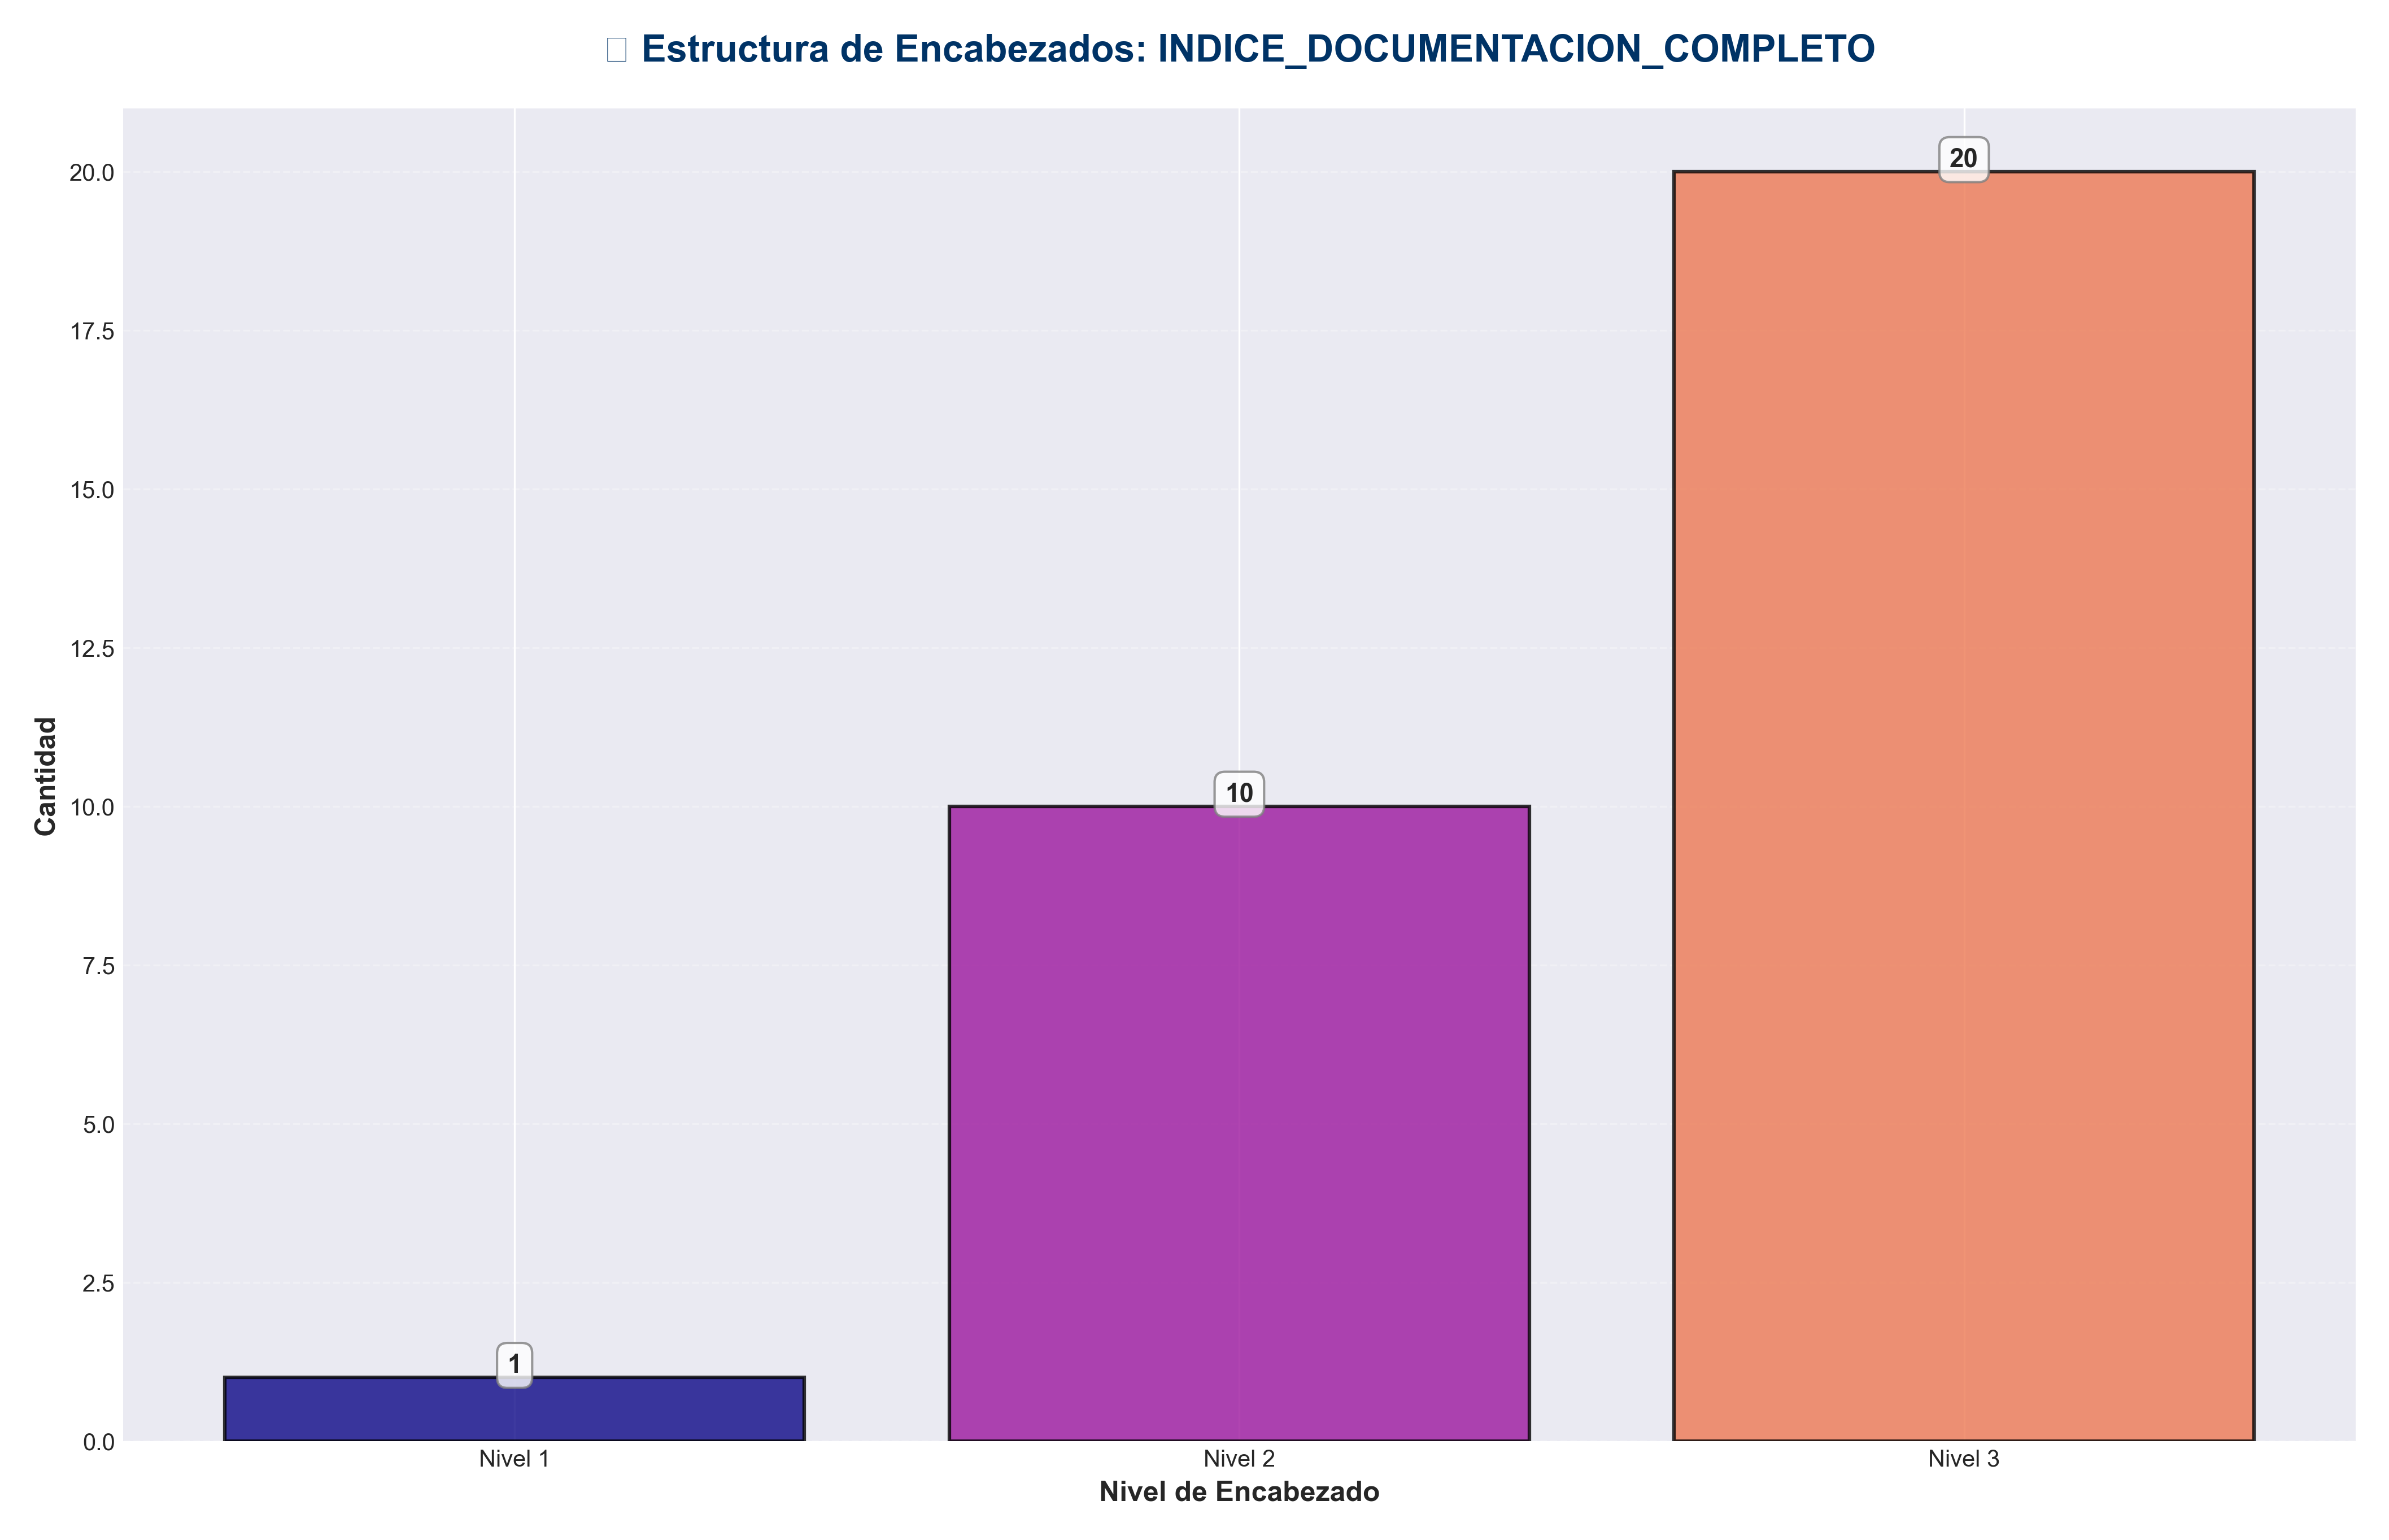 Estructura de Encabezados: INDICE_DOCUMENTACION_COMPLETO
20.0
17.5
15.0
12.5
10.0
7.5
5.0
2.5
0.0
Cantidad
20
10
1
Nivel 1
Nivel 2
Nivel 3
Nivel de Encabezado